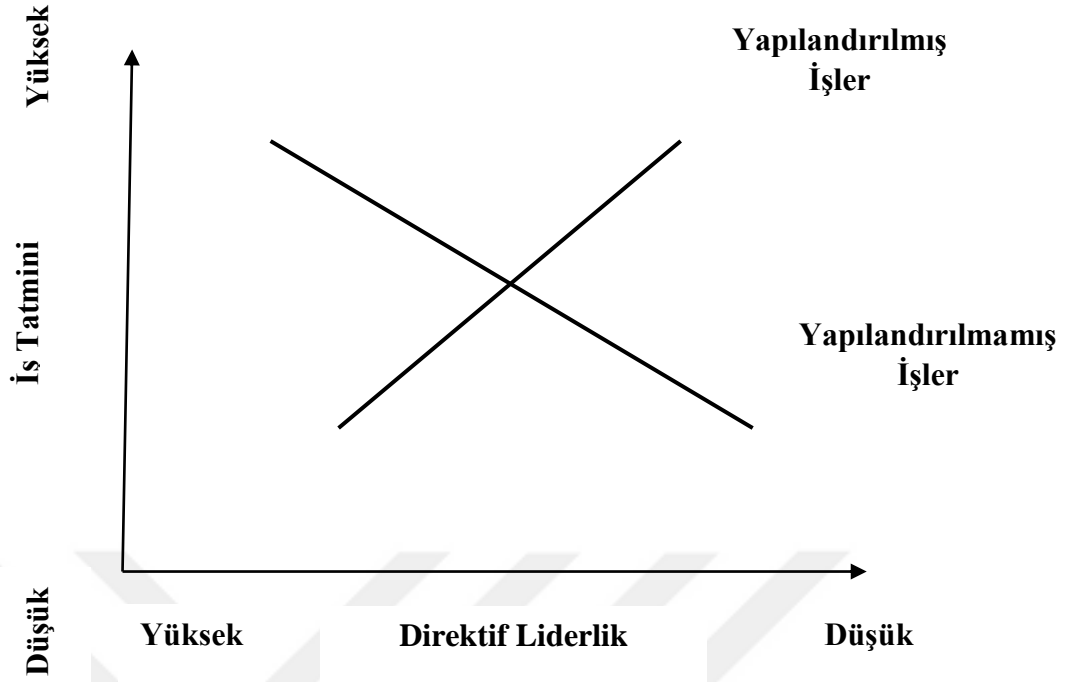 Yüksek
Yapılandırılmış
İşler
İş Tatmini
Yapılandırılmamış
İşler
Düşük
Yüksek
Direktif Liderlik
Düşük